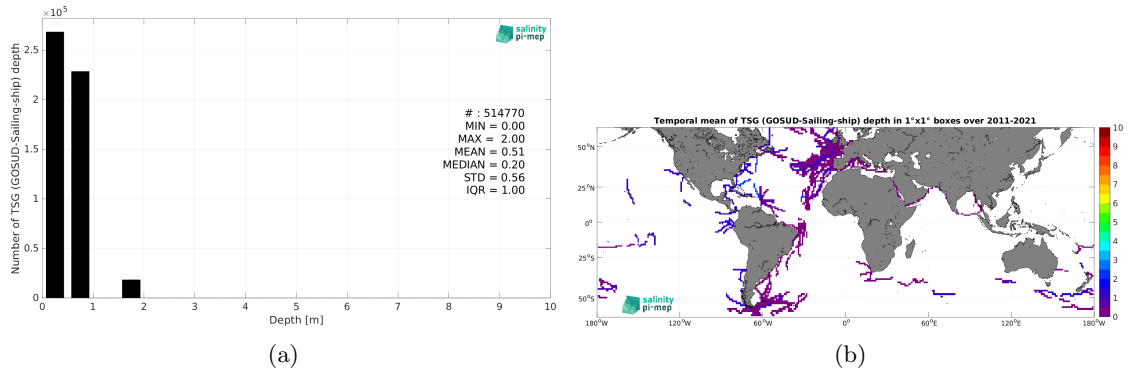 ×10⁵
salinity
pi-mep
Number of TSG (GOSUD-Sailing-ship) depth
2.5
2
1.5
1
0.5
0
# : 514770
MIN = 0.00
MAX = 2.00
MEAN = 0.51
MEDIAN = 0.20
STD = 0.56
IQR = 1.00
0 1 2 3 4 5 6 7 8 9 10
Depth [m]
(a)
Temporal mean of TSG (GOSUD-Sailing-ship) depth in 1°x1° boxes over 2011-2021
50°N
25°N
0°
25°S
50°S
salinity
pi-mep
180°W 120°W 60°W 0° 60°E 120°E 180°W
10
9
8
7
6
5
4
3
2
1
0
(b)